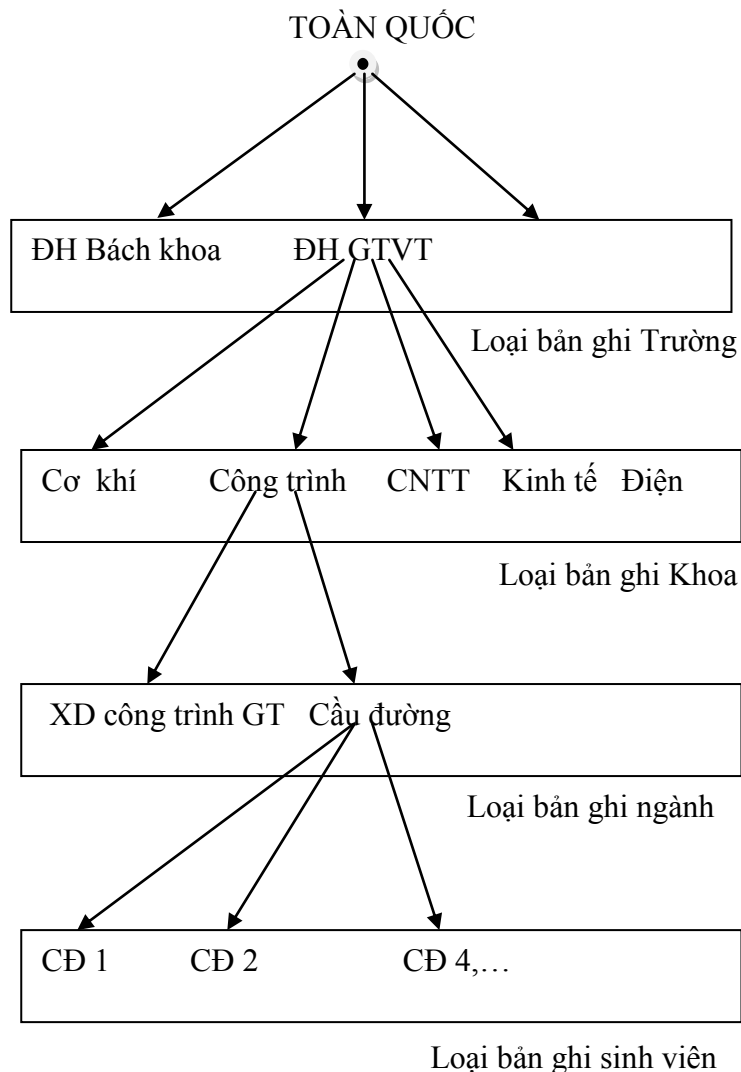 TOÀN QUỐC
ĐH Bách khoa ĐH GTVT
Loại bản ghi Trường
Cơ khí Công trình CNTT Kinh tế Điện
Loại bản ghi Khoa
XD công trình GT Cầu đường
Loại bản ghi ngành
CĐ 1 CĐ 2 CĐ 4,…
Loại bản ghi sinh viên